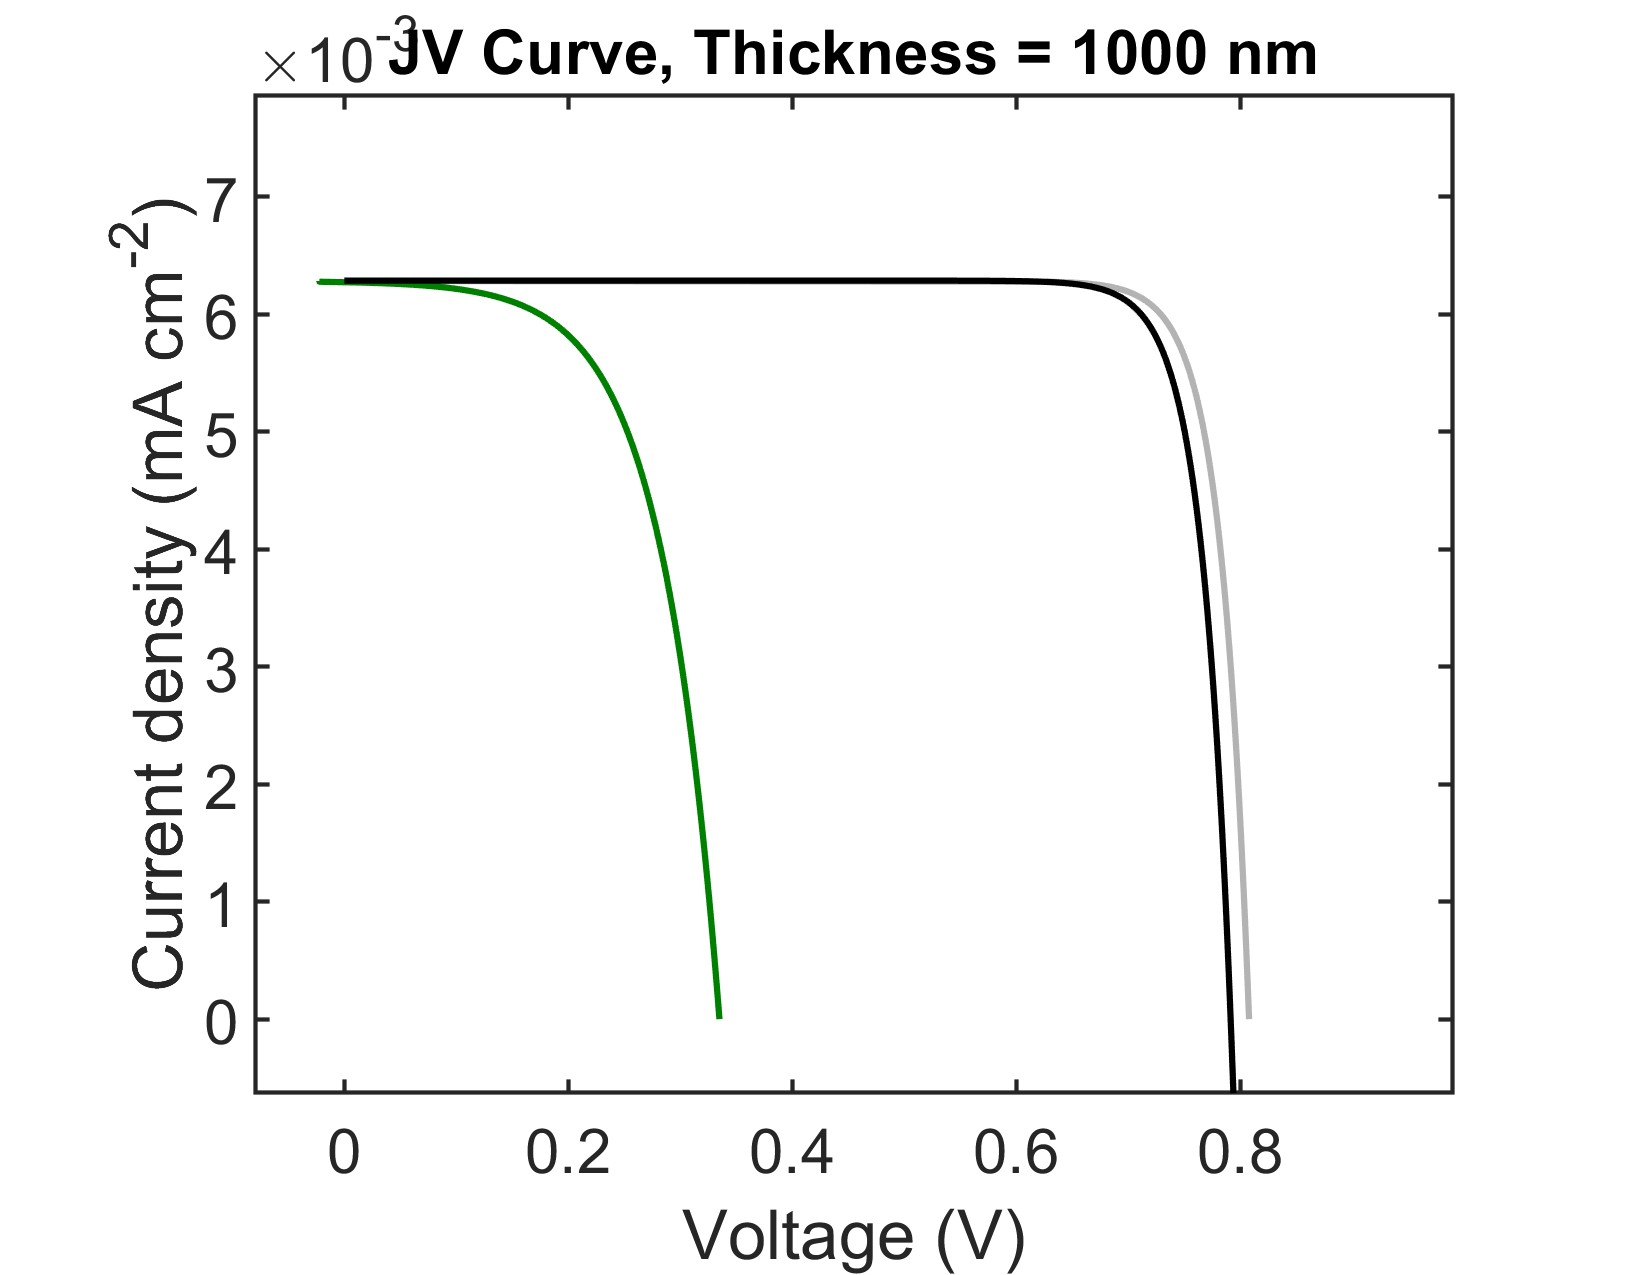 ×10⁻³
JV Curve, Thickness = 1000 nm
Current density (mA cm⁻²)
7
6
5
4
3
2
1
0
0 0.2 0.4 0.6 0.8
Voltage (V)